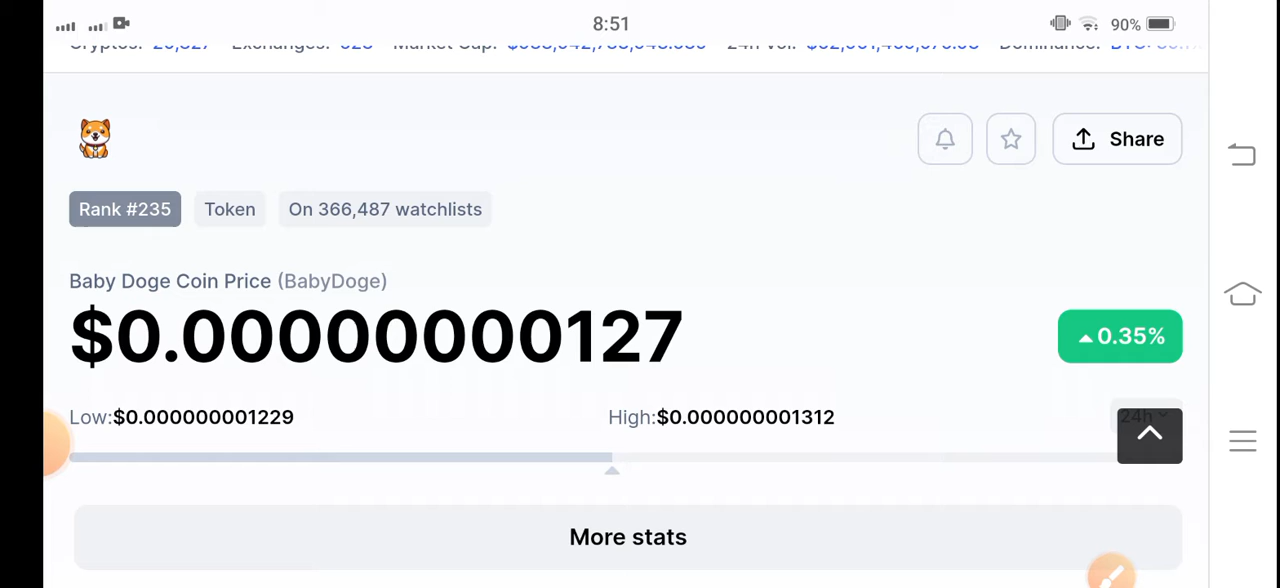 8:51
90%
Rank #235 Token On 366,487 watchlists
Share
Baby Doge Coin Price (BabyDoge)
$0.00000000127
0.35%
Low:$0.000000001229 High:$0.000000001312
24h
More stats